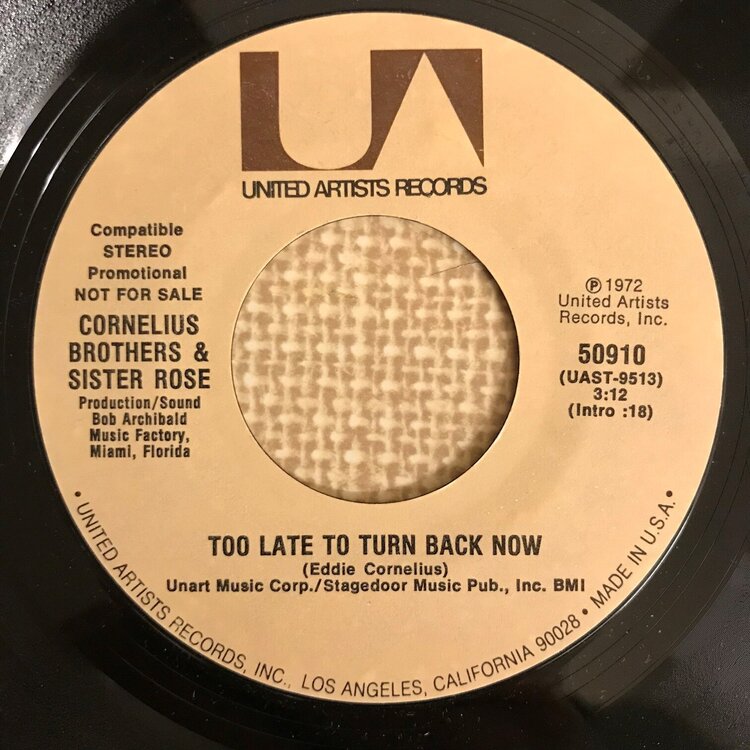 UA
UNITED ARTISTS RECORDS
Compatible
STEREO
Promotional
NOT FOR SALE
CORNELIUS
BROTHERS &
SISTER ROSE
Production/Sound
Bob Archibald
Music Factory,
Miami, Florida
℗ 1972
United Artists
Records, Inc.
50910
(UAST-9513)
3:12
(Intro :18)
TOO LATE TO TURN BACK NOW
(Eddie Cornelius)
Unart Music Corp./Stagedoor Music Pub., Inc. BMI
• UNITED ARTISTS RECORDS, INC., LOS ANGELES, CALIFORNIA 90028 • MADE IN U.S.A. •